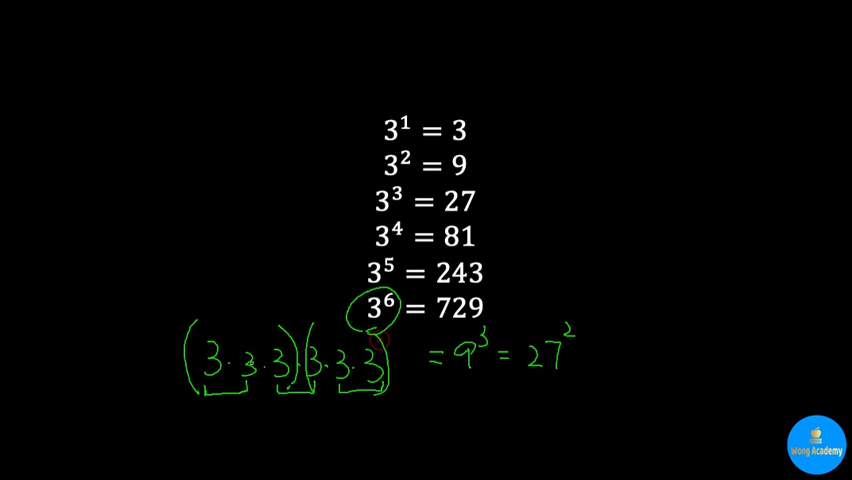 3¹ = 3
3² = 9
3³ = 27
3⁴ = 81
3⁵ = 243
3⁶ = 729
(3·3·3)·(3·3·3) = 9³ = 27²
Wong Academy